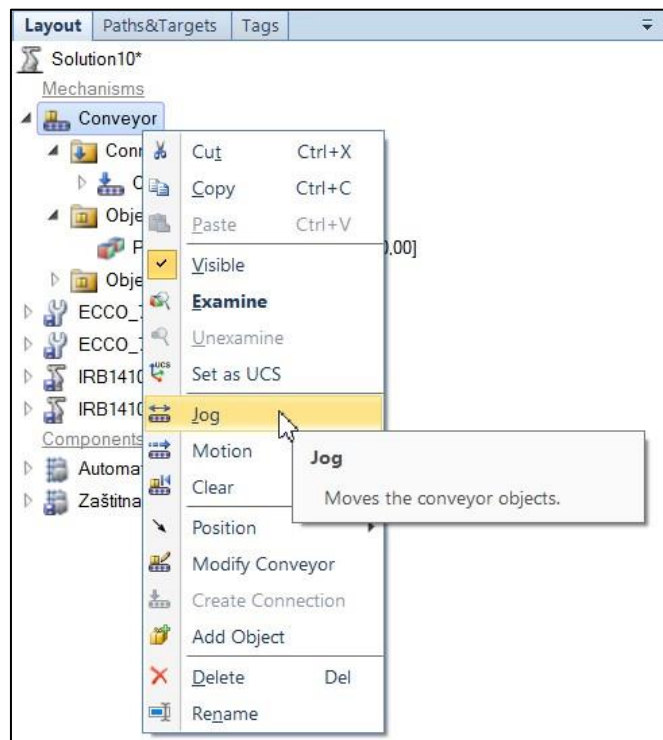 Layout Paths&Targets Tags
Solution10*
Mechanisms
Conveyor
Conn
Cut Ctrl+X
C
Copy Ctrl+C
Obje
Paste Ctrl+V
P ,00]
Visible
Obje
Examine
ECCO_
Unexamine
ECCO_
Set as UCS
IRB1410
Jog
IRB1410
Components
Motion
Jog
Automa
Clear
Moves the conveyor objects.
Zaštitna
Position
Modify Conveyor
Create Connection
Add Object
Delete Del
Rename